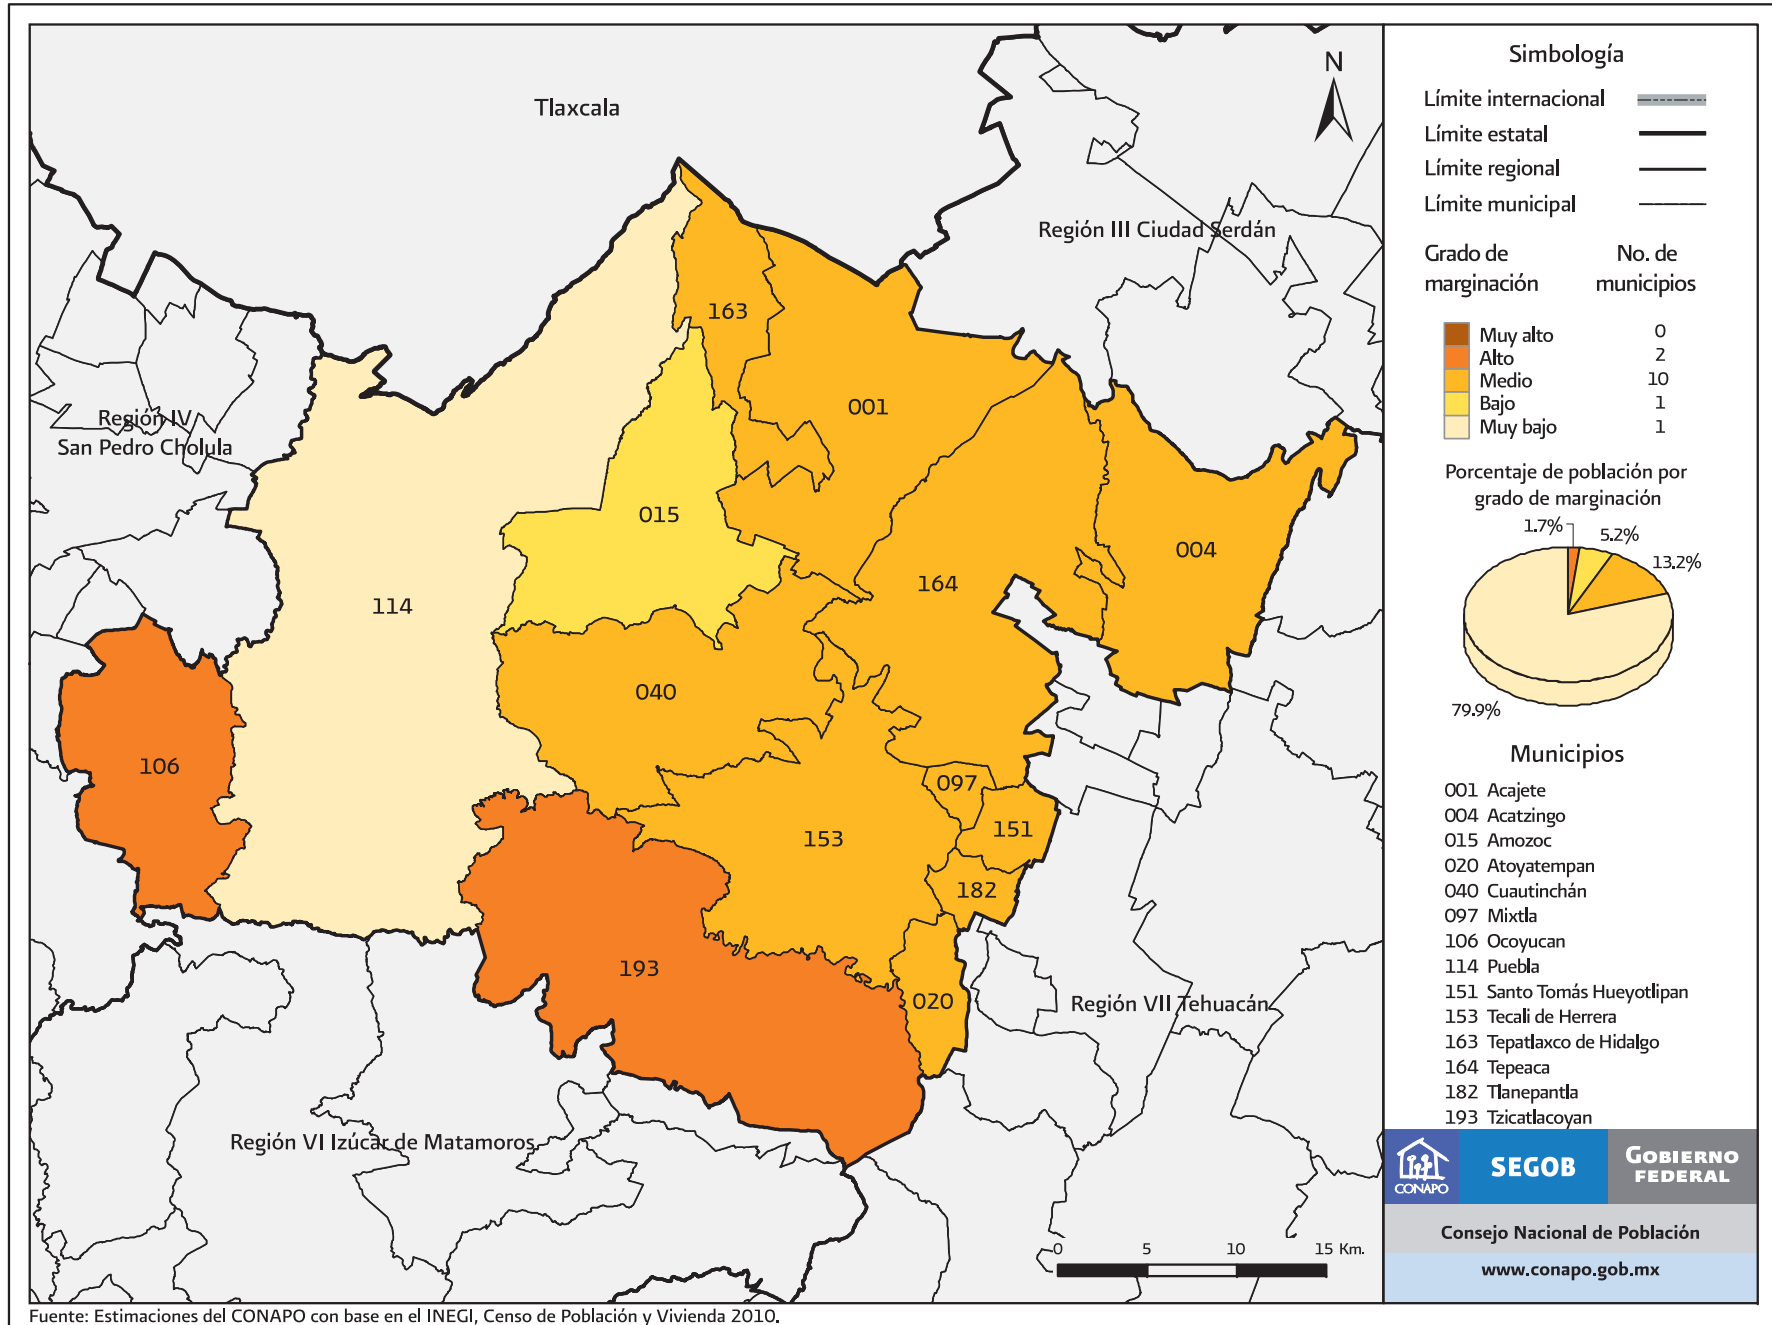 Tlaxcala
N
Región III Ciudad Serdán
Región IV
San Pedro Cholula
163
001
015
004
164
114
040
106
097
151
153
182
193
020
Región VII Tehuacán
Región VI Izúcar de Matamoros
0 5 10 15 Km.
Simbología
Límite internacional
Límite estatal
Límite regional
Límite municipal
Grado de marginación No. de municipios
Muy alto 0
Alto 2
Medio 10
Bajo 1
Muy bajo 1
Porcentaje de población por
grado de marginación
1.7%
5.2%
13.2%
79.9%
Municipios
001 Acajete
004 Acatzingo
015 Amozoc
020 Atoyatempan
040 Cuautinchán
097 Mixtla
106 Ocoyucan
114 Puebla
151 Santo Tomás Hueyotlipan
153 Tecali de Herrera
163 Tepatlaxco de Hidalgo
164 Tepeaca
182 Tlanepantla
193 Tzicatlacoyan
CONAPO
SEGOB
GOBIERNO
FEDERAL
Consejo Nacional de Población
www.conapo.gob.mx
Fuente: Estimaciones del CONAPO con base en el INEGI, Censo de Población y Vivienda 2010.